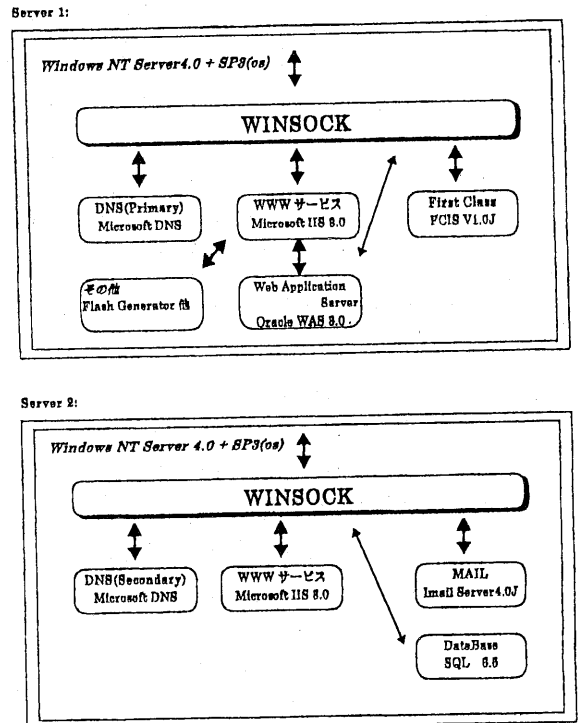 Server 1:
Windows NT Server4.0 + SP3(os)
WINSOCK
DNS(Primary)
Microsoft DNS
WWW サービス
Microsoft IIS 3.0
First Class
FCIS V1.0J
その他
Flash Generator 他
Web Application
Server
Oracle WAS 3.0 .
Server 2:
Windows NT Server 4.0 + SP3(os)
WINSOCK
DNS(Secondary)
Microsoft DNS
WWW サービス
Microsoft IIS 3.0
MAIL
Imail Server4.0J
DataBase
SQL 6.5